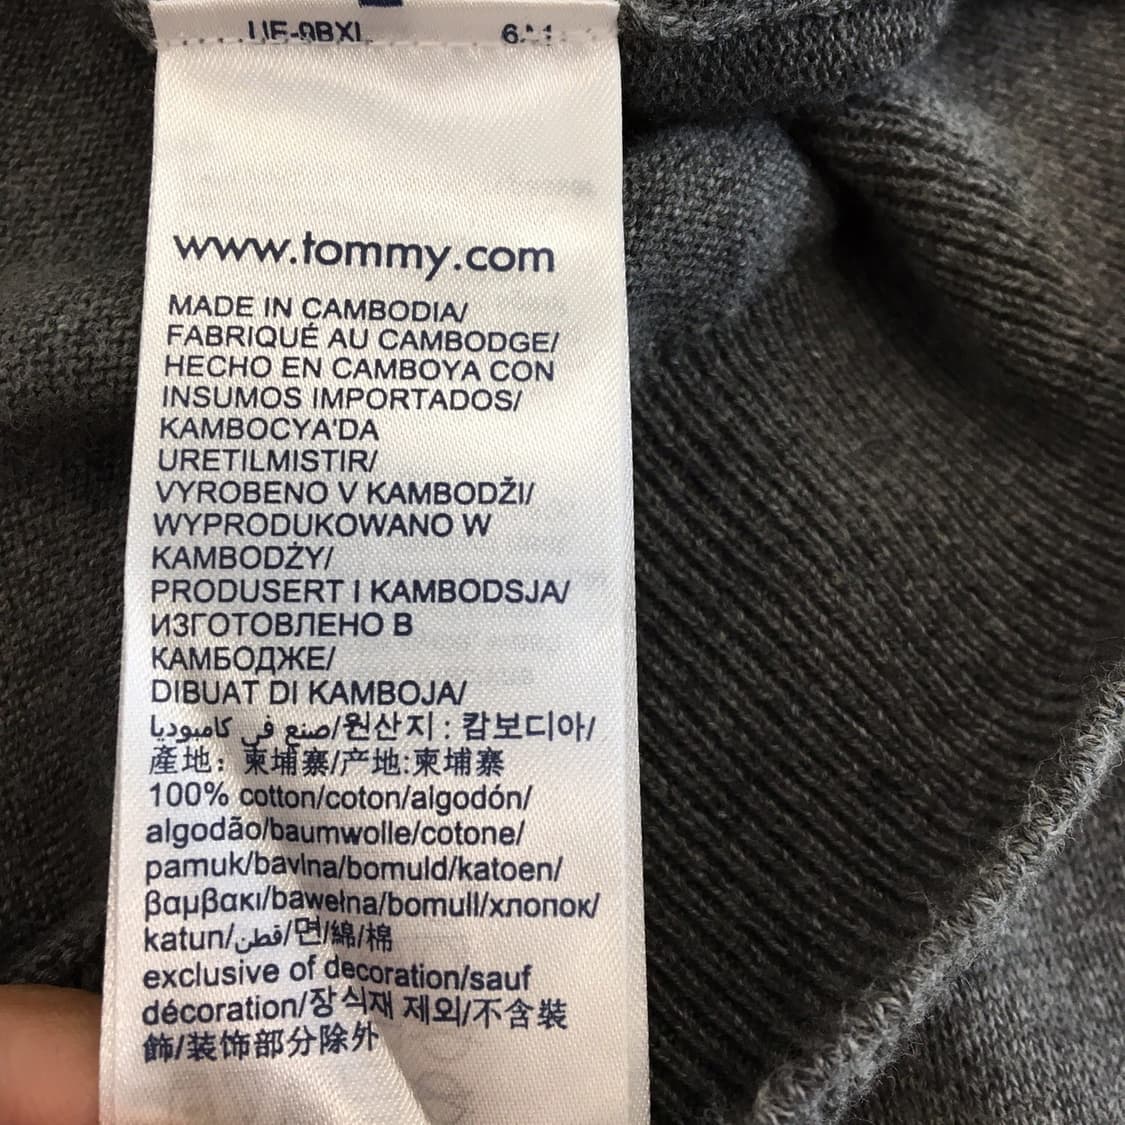 www.tommy.com
MADE IN CAMBODIA/
FABRIQUÉ AU CAMBODGE/
HECHO EN CAMBOYA CON
INSUMOS IMPORTADOS/
KAMBOCYA'DA
URETILMISTIR/
VYROBENO V KAMBODŽI/
WYPRODUKOWANO W
KAMBODŻY/
PRODUSERT I KAMBODSJA/
ИЗГОТОВЛЕНО В
КАМБОДЖЕ/
DIBUAT DI KAMBOJA/
صنع في كامبوديا/원산지 : 캄보디아/
產地：柬埔寨/产地:柬埔寨
100% cotton/coton/algodón/
algodão/baumwolle/cotone/
pamuk/bavlna/bomuld/katoen/
βαμβακι/bawełna/bomull/хлопок/
katun/قطن/면/綿/棉
exclusive of decoration/sauf
décoration/장식재 제외/不含裝
飾/装饰部分除外